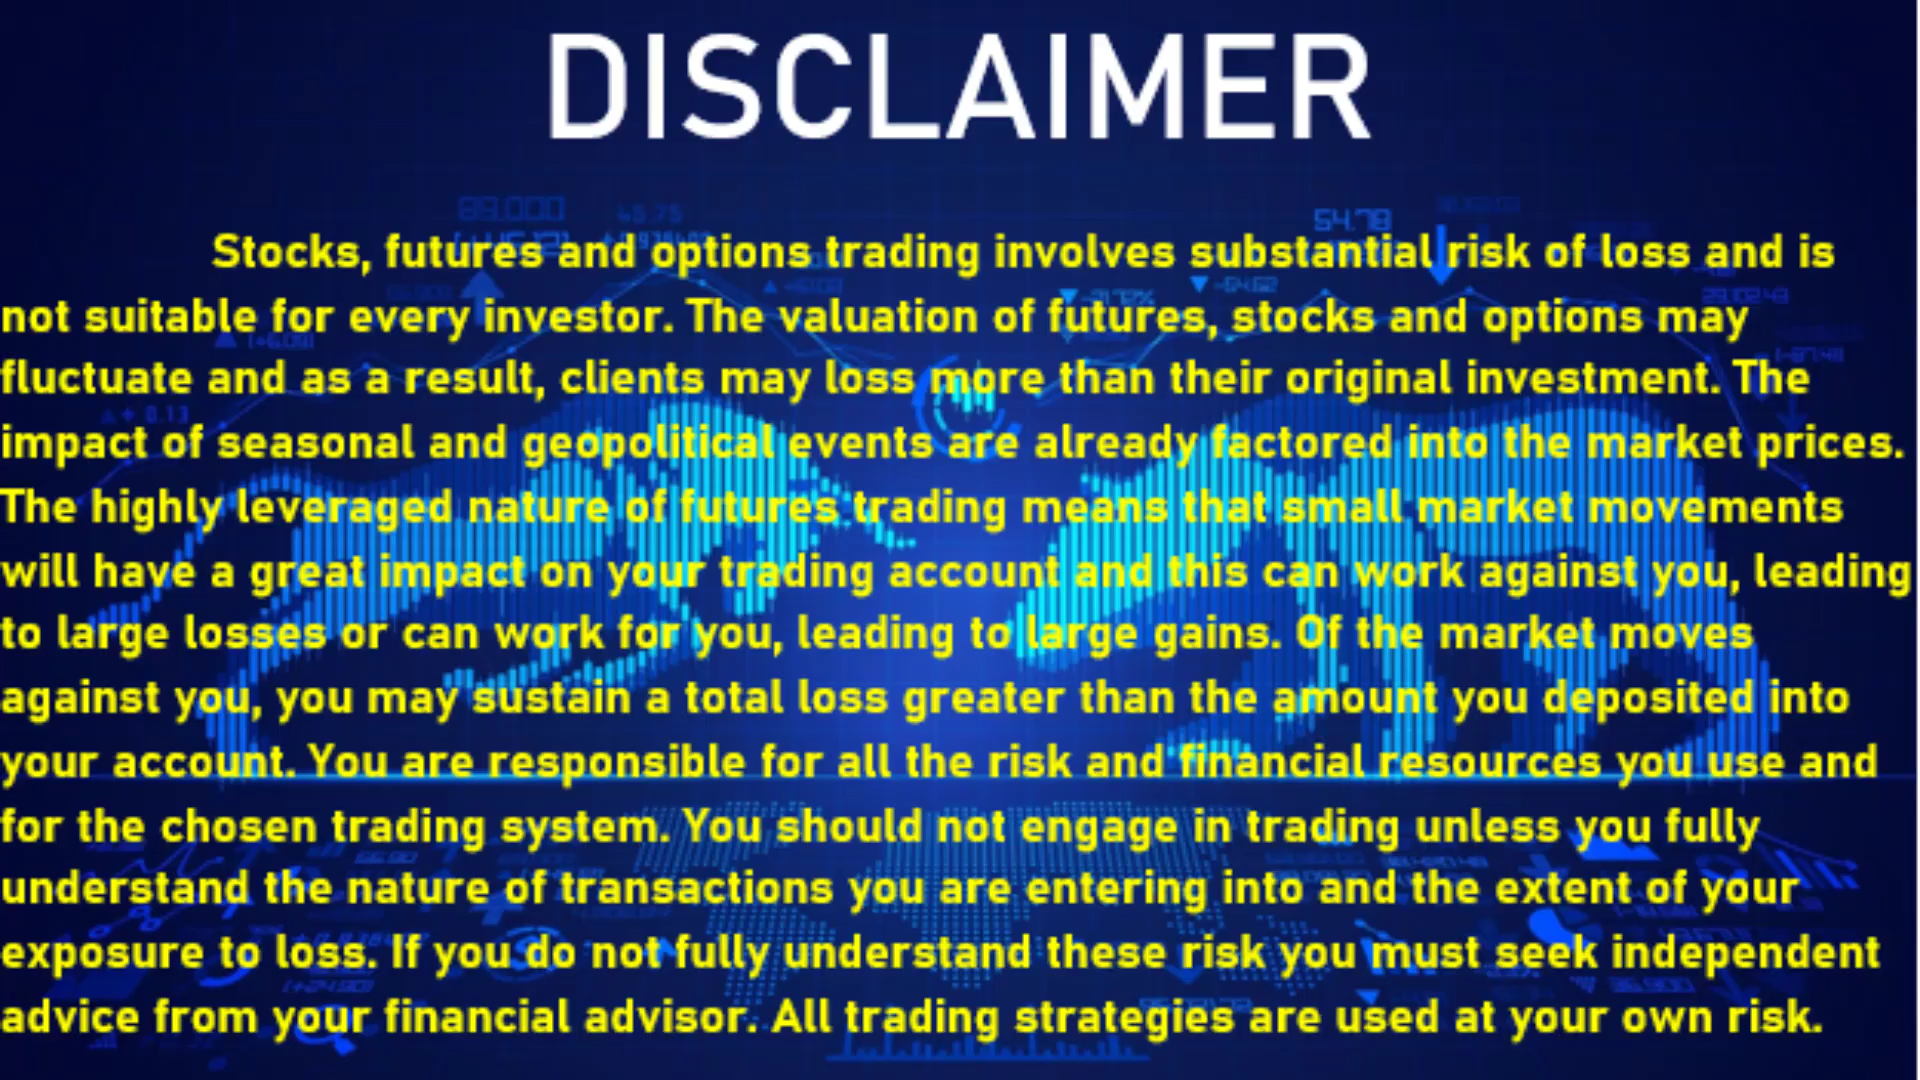 DISCLAIMER
89.000
45.75
54.78
Stocks, futures and options trading involves substantial risk of loss and is
not suitable for every investor. The valuation of futures, stocks and options may
fluctuate and as a result, clients may loss more than their original investment. The
impact of seasonal and geopolitical events are already factored into the market prices.
The highly leveraged nature of futures trading means that small market movements
will have a great impact on your trading account and this can work against you, leading
to large losses or can work for you, leading to large gains. Of the market moves
against you, you may sustain a total loss greater than the amount you deposited into
your account. You are responsible for all the risk and financial resources you use and
for the chosen trading system. You should not engage in trading unless you fully
understand the nature of transactions you are entering into and the extent of your
exposure to loss. If you do not fully understand these risk you must seek independent
advice from your financial advisor. All trading strategies are used at your own risk.